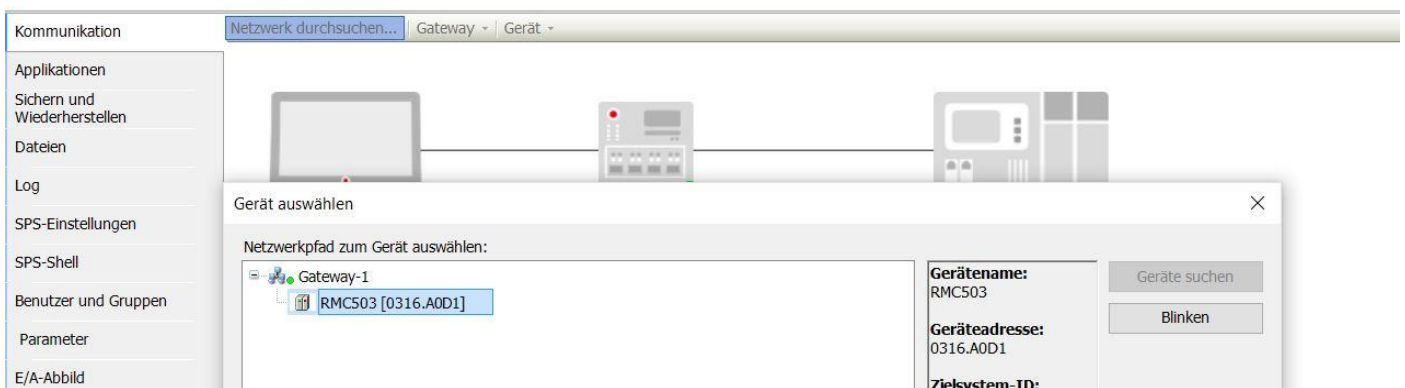 Kommunikation
Netzwerk durchsuchen... Gateway Gerät
Applikationen
Sichern und
Wiederherstellen
Dateien
Log
SPS-Einstellungen
SPS-Shell
Benutzer und Gruppen
Parameter
E/A-Abbild
Gerät auswählen
Netzwerkpfad zum Gerät auswählen:
Gateway-1
RMC503 [0316.A0D1]
Gerätename:
RMC503
Geräteadresse:
0316.A0D1
Zielsystem-ID:
Geräte suchen
Blinken